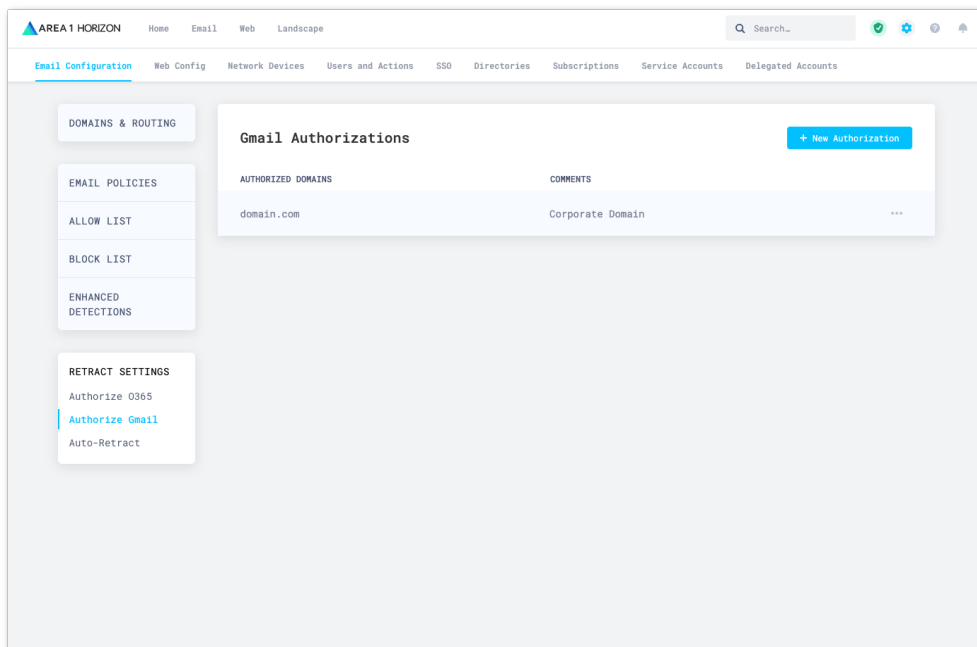 AREA 1 HORIZON Home Email Web Landscape Search…
Email Configuration Web Config Network Devices Users and Actions SSO Directories Subscriptions Service Accounts Delegated Accounts
DOMAINS & ROUTING
EMAIL POLICIES
ALLOW LIST
BLOCK LIST
ENHANCED
DETECTIONS
RETRACT SETTINGS
Authorize O365
Authorize Gmail
Auto-Retract
Gmail Authorizations + New Authorization
AUTHORIZED DOMAINS COMMENTS
domain.com Corporate Domain